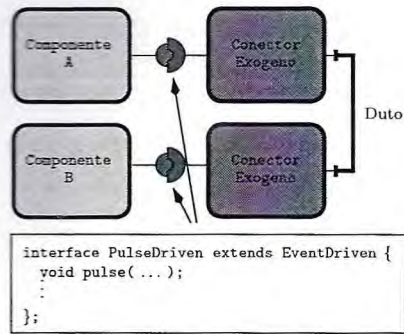 Componente
A
Conector
Exogeno
Duto
Componente
B
Conector
Exogeno
interface PulseDriven extends EventDriven {
void pulse( ... );
:
};